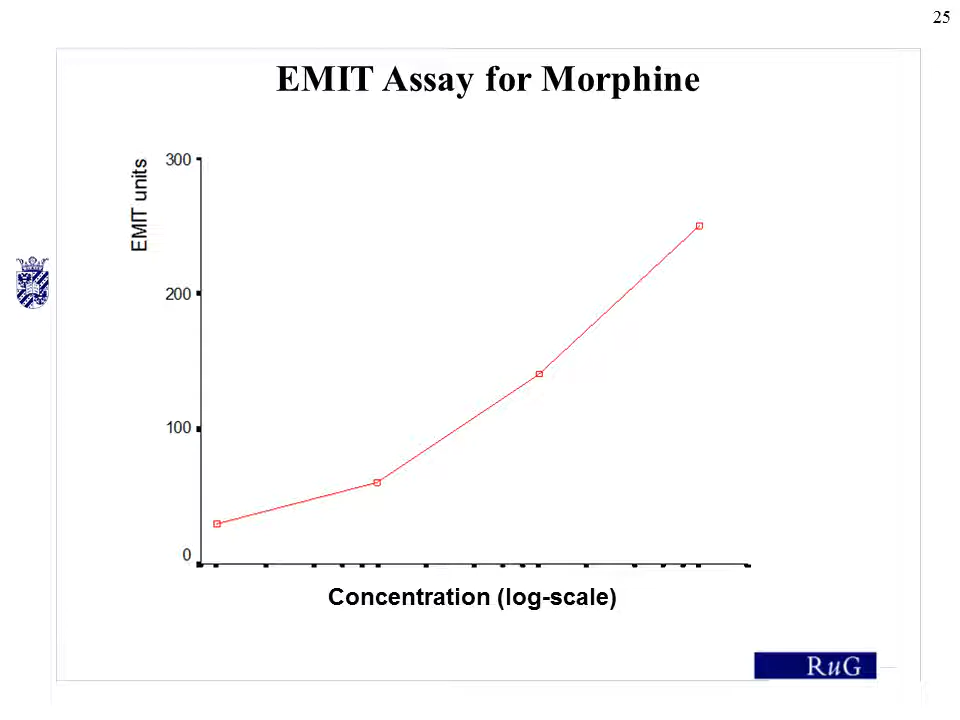 25
EMIT Assay for Morphine
EMIT units
300
200
100
0
Concentration (log-scale)
RuG